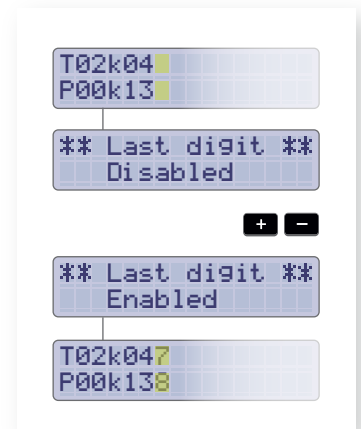 T02k04
P00k13
** Last digit **
Disabled
+ −
** Last digit **
Enabled
T02k047
P00k138